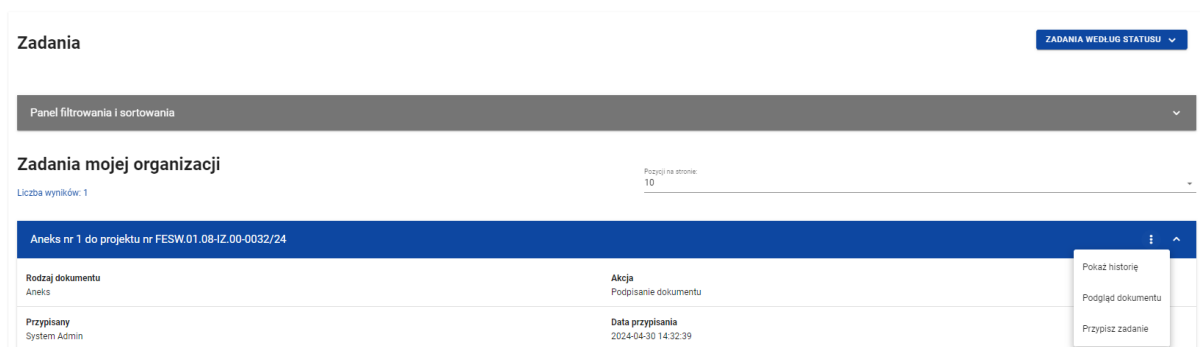 Zadania
ZADANIA WEDŁUG STATUSU
Panel filtrowania i sortowania
Zadania mojej organizacji
Liczba wyników: 1
Pozycji na stronie:
10
Aneks nr 1 do projektu nr FESW.01.08-IZ.00-0032/24
Pokaż historię
Podgląd dokumentu
Przypisz zadanie
Rodzaj dokumentu
Aneks
Akcja
Podpisanie dokumentu
Przypisany
System Admin
Data przypisania
2024-04-30 14:32:39